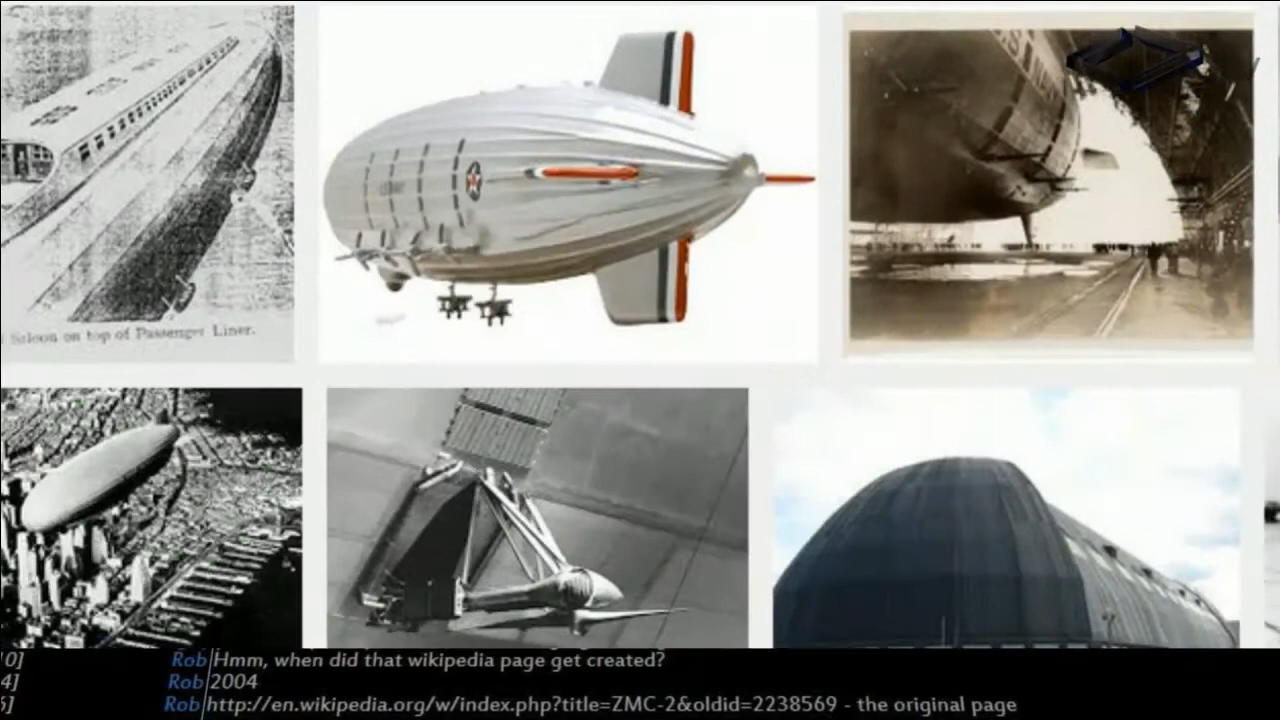 Saloon on top of Passenger Liner.
0]
Rob
Hmm, when did that wikipedia page get created?
4]
Rob
2004
6]
Rob
http://en.wikipedia.org/w/index.php?title=ZMC-2&oldid=2238569 - the original page